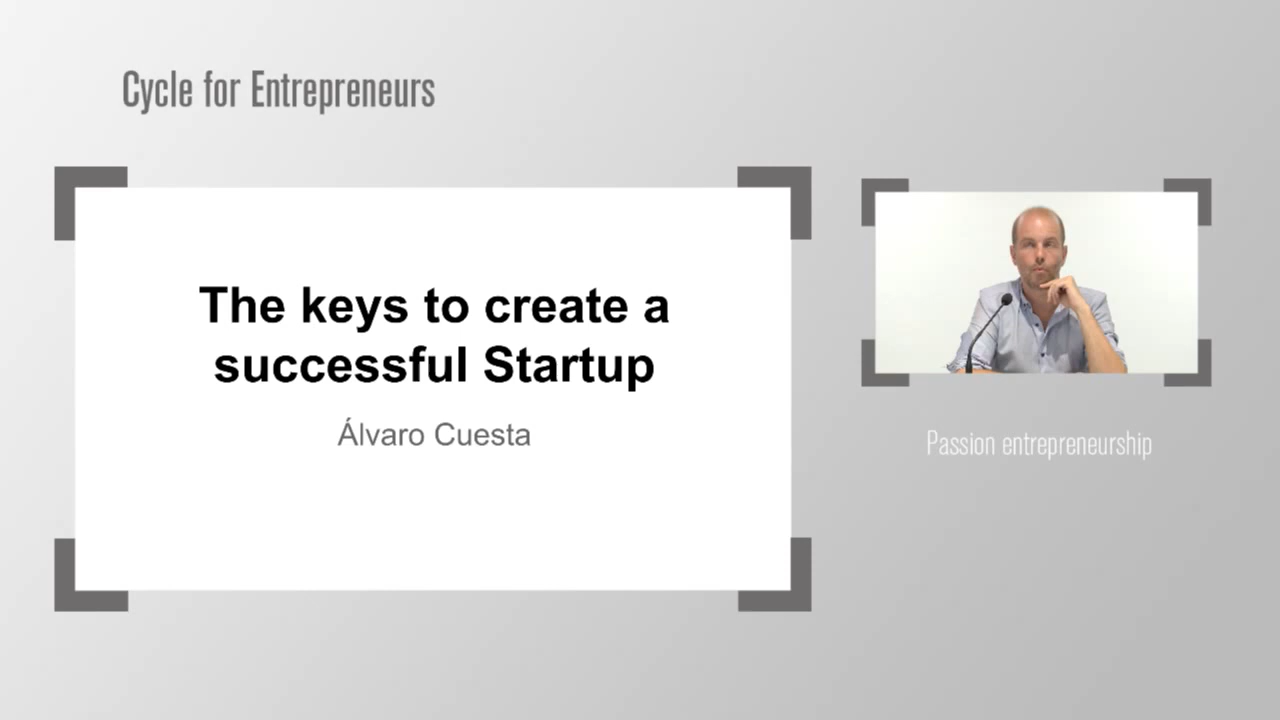 Cycle for Entrepreneurs
The keys to create a
successful Startup
Álvaro Cuesta
Passion entrepreneurship